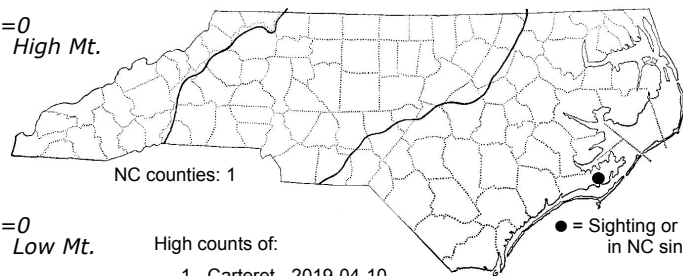 =0
High Mt.
NC counties: 1
=0
Low Mt.
High counts of:
● = Sighting or
in NC sin
1 - Carteret - 2019-04-10